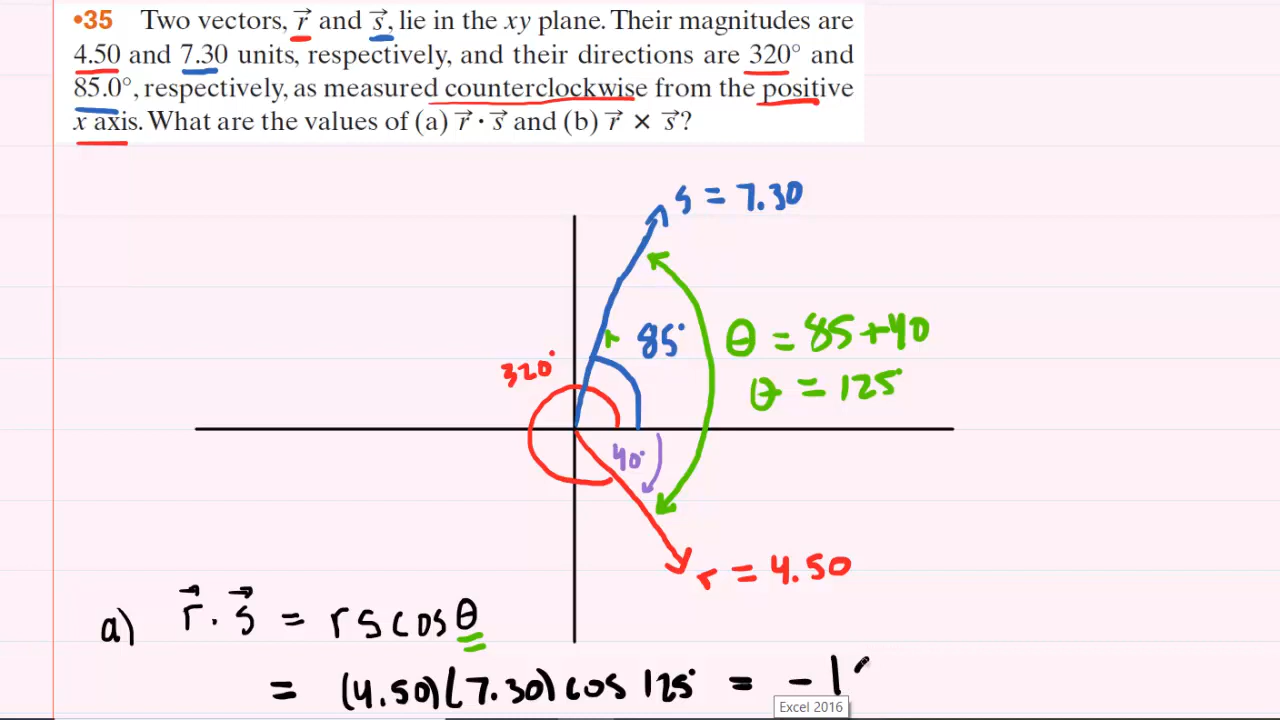 •35 Two vectors, r⃗ and s⃗, lie in the xy plane. Their magnitudes are
4.50 and 7.30 units, respectively, and their directions are 320° and
85.0°, respectively, as measured counterclockwise from the positive
x axis. What are the values of (a) r⃗ · s⃗ and (b) r⃗ × s⃗?
s = 7.30
85°
θ = 85+40
θ = 125°
320°
40°
r = 4.50
a) r⃗ · s⃗ = r s cos θ
= (4.50)(7.30) cos 125° = - 1
Excel 2016